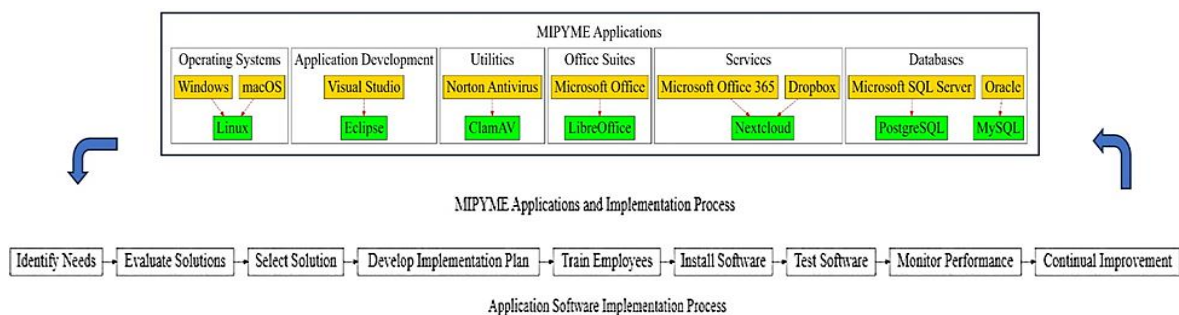 MIPYME Applications
Operating Systems Application Development Utilities Office Suites Services Databases
Windows macOS Visual Studio Norton Antivirus Microsoft Office Microsoft Office 365 Dropbox Microsoft SQL Server Oracle
Linux Eclipse ClamAV LibreOffice Nextcloud PostgreSQL MySQL
MIPYME Applications and Implementation Process
Identify Needs Evaluate Solutions Select Solution Develop Implementation Plan Train Employees Install Software Test Software Monitor Performance Continual Improvement
Application Software Implementation Process